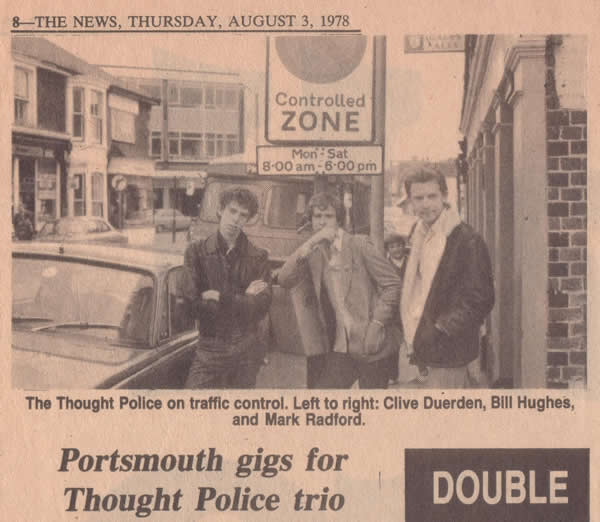 8—THE NEWS, THURSDAY, AUGUST 3, 1978
Controlled
ZONE
Mon - Sat
8·00 am - 6·00 pm
The Thought Police on traffic control. Left to right: Clive Duerden, Bill Hughes,
and Mark Radford.
Portsmouth gigs for
Thought Police trio
DOUBLE